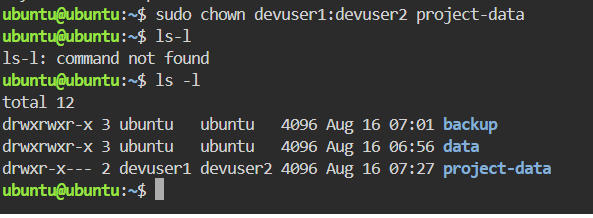 ubuntu@ubuntu:~$ sudo chown devuser1:devuser2 project-data
ubuntu@ubuntu:~$ ls-l
ls-l: command not found
ubuntu@ubuntu:~$ ls -l
total 12
drwxrwxr-x 3 ubuntu   ubuntu   4096 Aug 16 07:01 backup
drwxrwxr-x 3 ubuntu   ubuntu   4096 Aug 16 06:56 data
drwxr-x--- 2 devuser1 devuser2 4096 Aug 16 07:27 project-data
ubuntu@ubuntu:~$